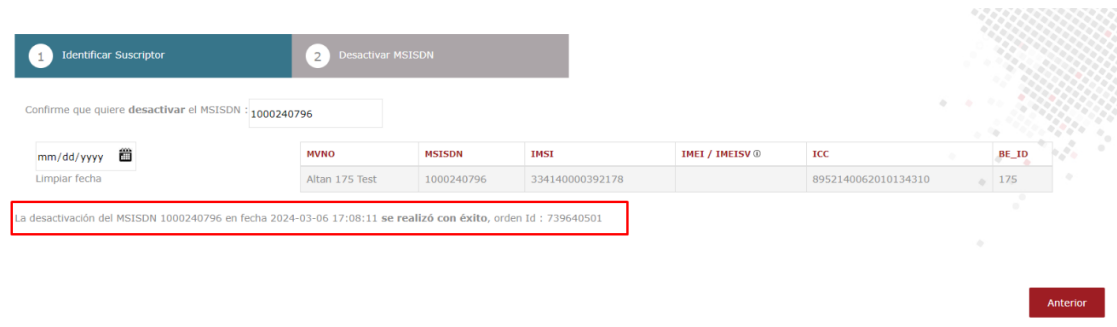 1 Identificar Suscriptor
2 Desactivar MSISDN
Confirme que quiere desactivar el MSISDN : 1000240796
mm/dd/yyyy
Limpiar fecha
MVNO MSISDN IMSI IMEI / IMEISV ICC BE_ID
Altan 175 Test 1000240796 334140000392178 8952140062010134310 175
La desactivación del MSISDN 1000240796 en fecha 2024-03-06 17:08:11 se realizó con éxito, orden Id : 739640501
Anterior